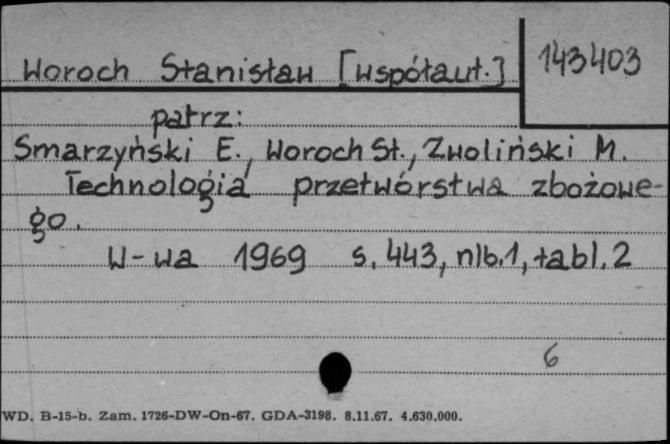 Woroch Stanisław [współaut.] 143403
patrz:
Smarzyński E., Woroch St., Zwoliński M.
Technologia przetwórstwa zbożowe-
go.
W-wa 1969 s. 443, nlb.1, tabl. 2
6
WD. B-15-b. Zam. 1726-DW-On-67. GDA-3198. 8.11.67. 4.630.000.